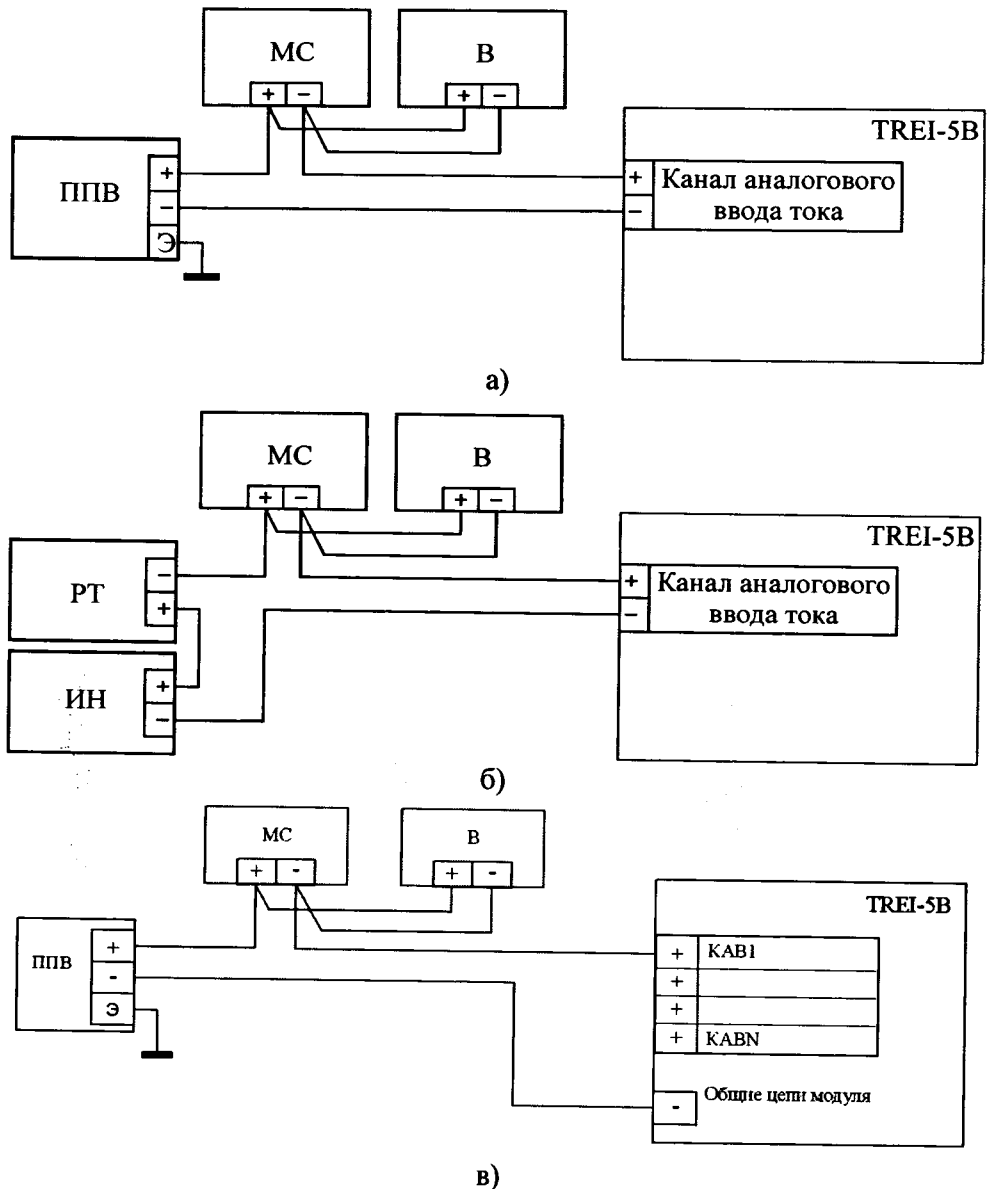 МС
В
+ −
+ −
TREI-5B
ППВ
+
−
Э
+
−
Канал аналогового
ввода тока
а)
МС
В
+ −
+ −
TREI-5B
РТ
−
+
ИН
+
−
+
−
Канал аналогового
ввода тока
б)
МС
В
+ -
+ -
TREI-5B
ППВ
+
-
Э
+ КАВ1
+
+
+ КАВN
- Общие цепи модуля
в)